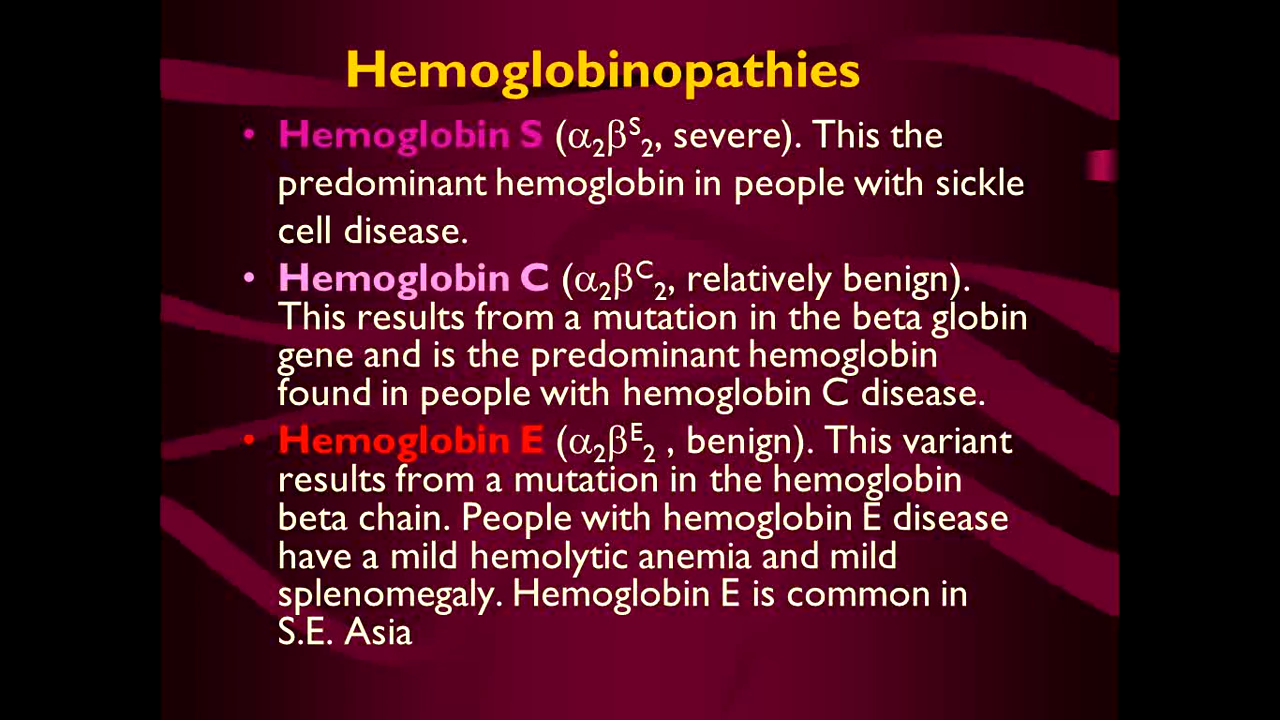 Hemoglobinopathies
• Hemoglobin S (α₂βˢ₂, severe). This the
predominant hemoglobin in people with sickle
cell disease.
• Hemoglobin C (α₂βᶜ₂, relatively benign).
This results from a mutation in the beta globin
gene and is the predominant hemoglobin
found in people with hemoglobin C disease.
• Hemoglobin E (α₂βᴱ₂ , benign). This variant
results from a mutation in the hemoglobin
beta chain. People with hemoglobin E disease
have a mild hemolytic anemia and mild
splenomegaly. Hemoglobin E is common in
S.E. Asia